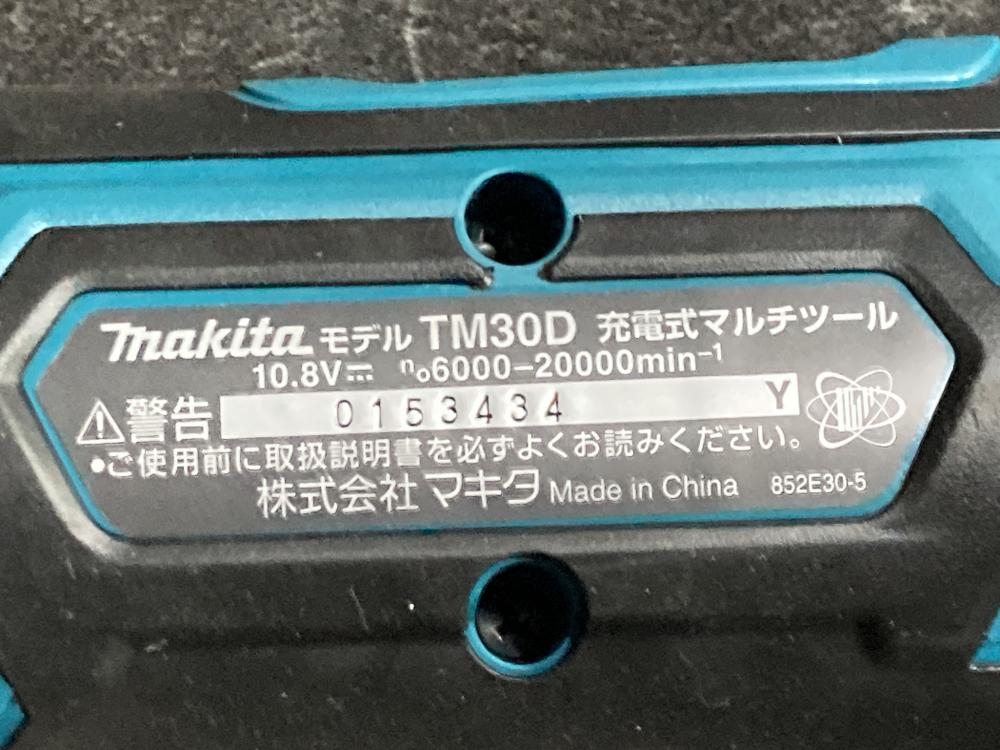 makita モデル TM30D 充電式マルチツール
10.8V⎓ n₀6000-20000min⁻¹
⚠警告 0153434 Y
•ご使用前に取扱説明書を必ずよくお読みください。
株式会社マキタ Made in China 852E30-5